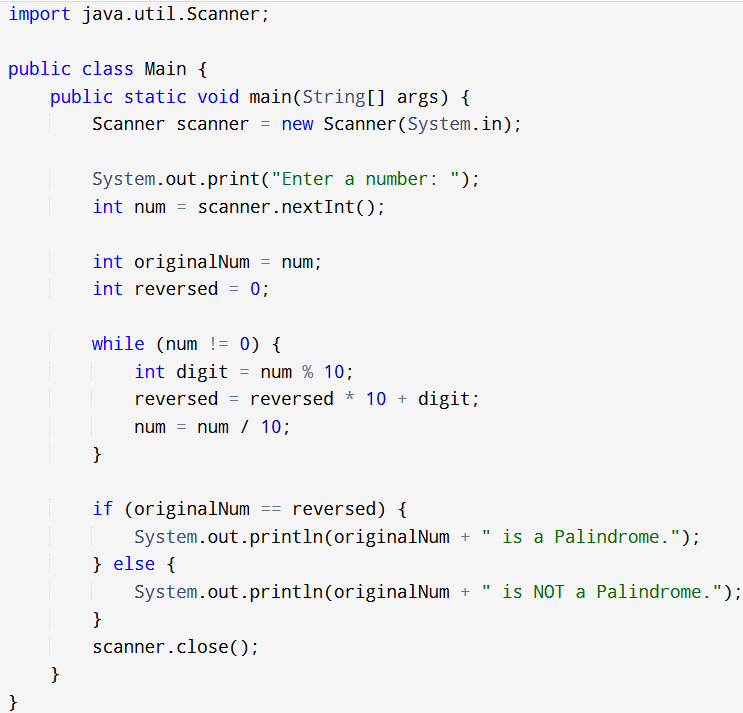 import java.util.Scanner;
public class Main {
public static void main(String[] args) {
Scanner scanner = new Scanner(System.in);
System.out.print("Enter a number: ");
int num = scanner.nextInt();
int originalNum = num;
int reversed = 0;
while (num != 0) {
int digit = num % 10;
reversed = reversed * 10 + digit;
num = num / 10;
}
if (originalNum == reversed) {
System.out.println(originalNum + " is a Palindrome.");
} else {
System.out.println(originalNum + " is NOT a Palindrome.");
}
scanner.close();
}
}